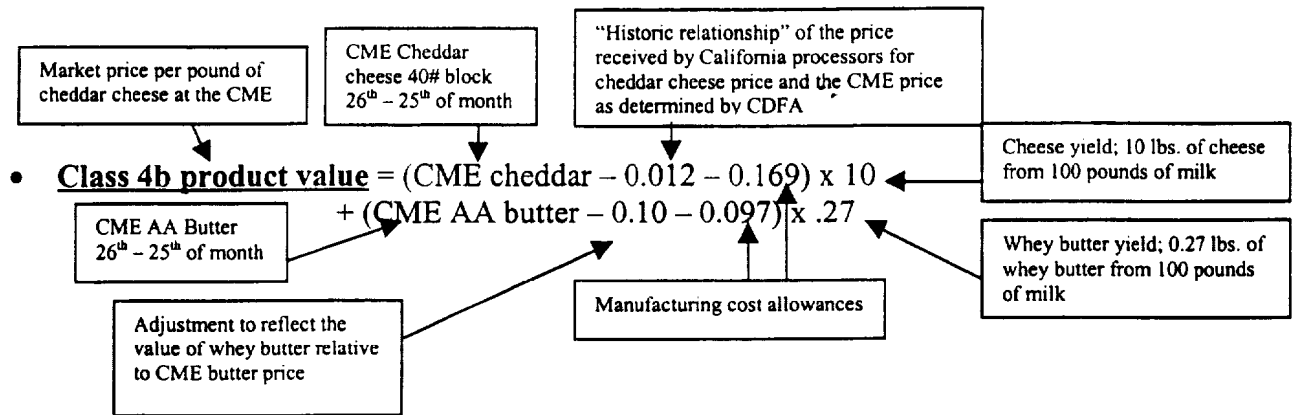 Market price per pound of
cheddar cheese at the CME
CME Cheddar
cheese 40# block
26th – 25th of month
"Historic relationship" of the price
received by California processors for
cheddar cheese price and the CME price
as determined by CDFA
Cheese yield; 10 lbs. of cheese
from 100 pounds of milk
• Class 4b product value = (CME cheddar – 0.012 – 0.169) x 10
+ (CME AA butter – 0.10 – 0.097) x .27
CME AA Butter
26th – 25th of month
Whey butter yield; 0.27 lbs. of
whey butter from 100 pounds
of milk
Manufacturing cost allowances
Adjustment to reflect the
value of whey butter relative
to CME butter price